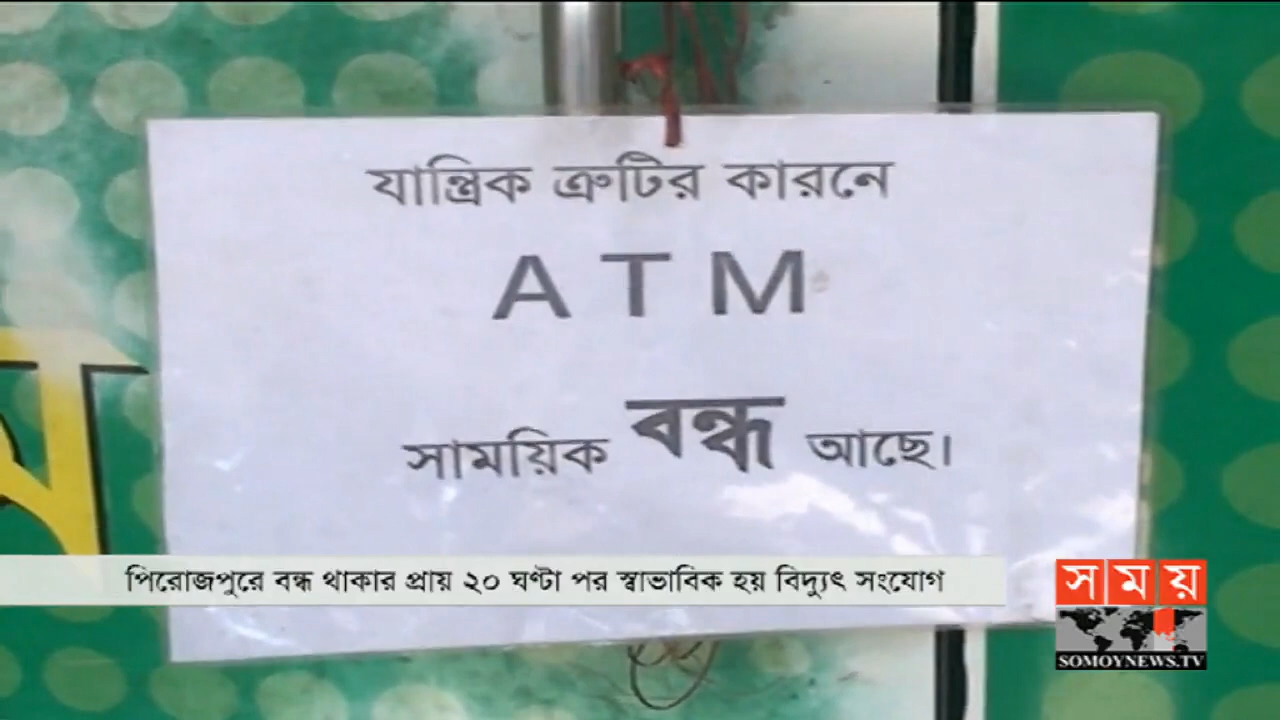 যান্ত্রিক ত্রুটির কারনে
ATM
সাময়িক বন্ধ আছে।
পিরোজপুরে বন্ধ থাকার প্রায় ২০ ঘণ্টা পর স্বাভাবিক হয় বিদ্যুৎ সংযোগ
সময়
SOMOYNEWS.TV